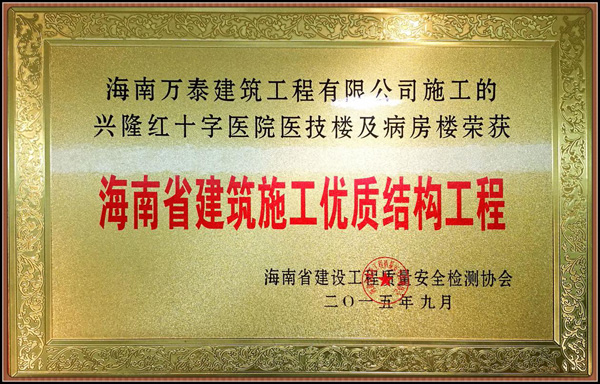 海南万泰建筑工程有限公司施工的
兴隆红十字医院医技楼及病房楼荣获
海南省建筑施工优质结构工程
海南省建设工程质量安全检测协会
二〇一五年九月